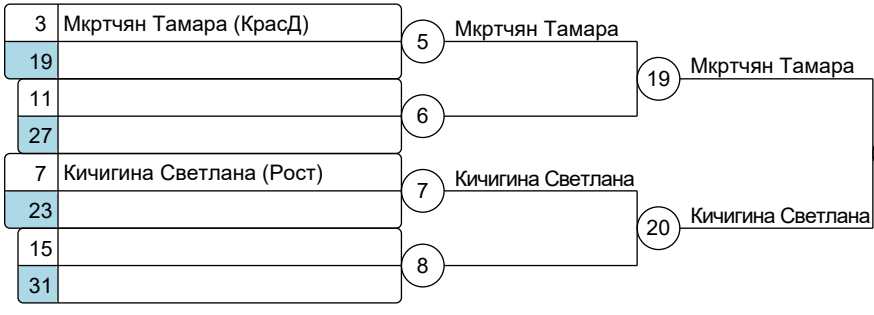 3 Мкртчян Тамара (КрасД)
19
5 Мкртчян Тамара
19 Мкртчян Тамара
11
27
6
7 Кичигина Светлана (Рост)
23
7 Кичигина Светлана
20 Кичигина Светлана
15
31
8